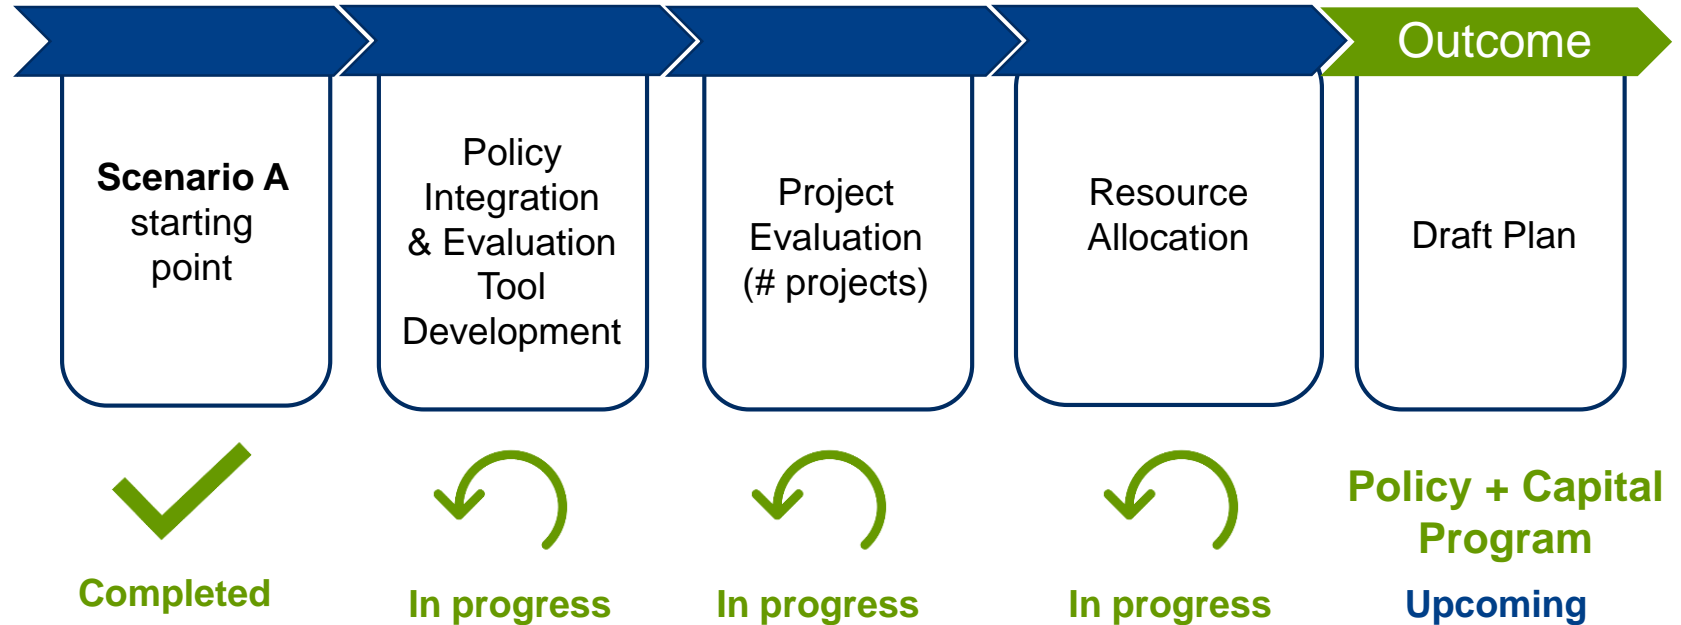 Outcome
Scenario A
starting
point
Policy
Integration
& Evaluation
Tool
Development
Project
Evaluation
(# projects)
Resource
Allocation
Draft Plan
Completed
In progress
In progress
In progress
Policy + Capital
Program
Upcoming